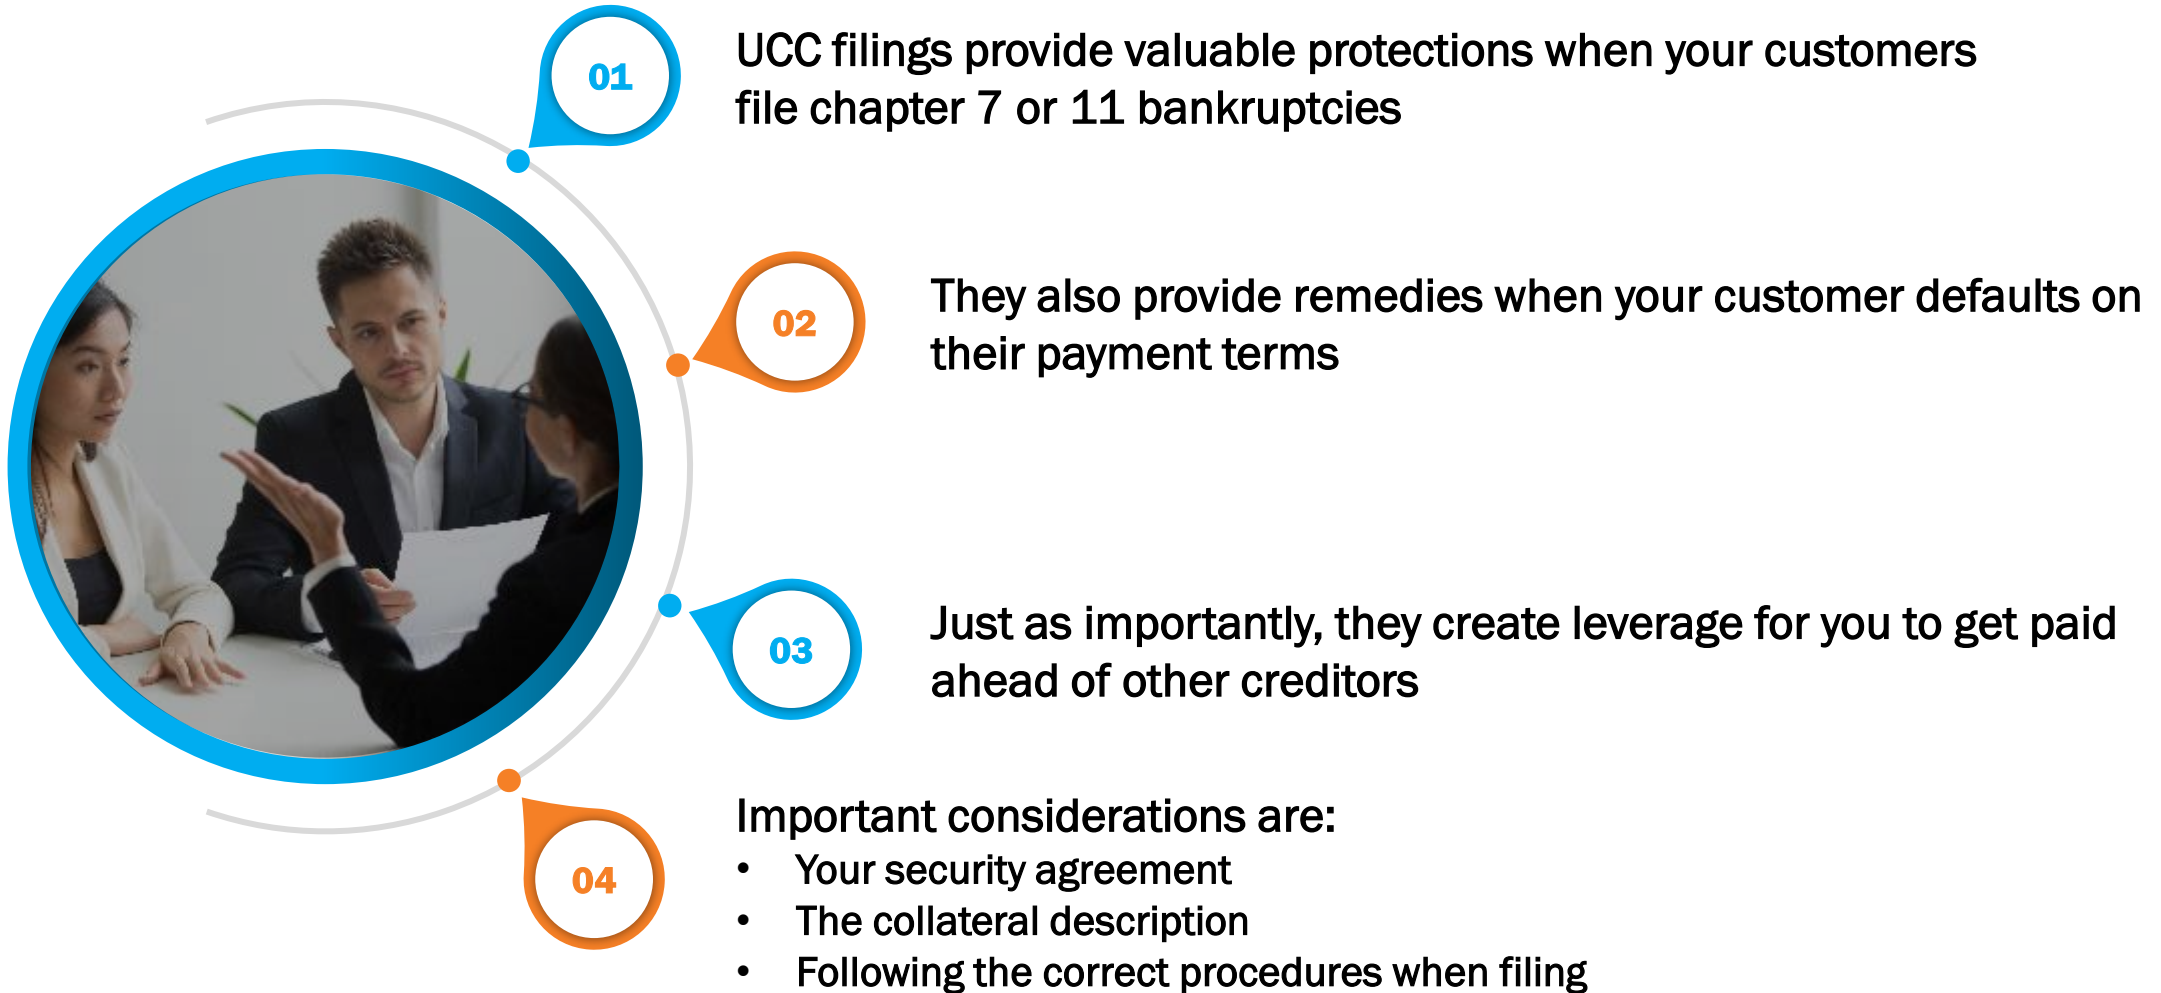 01
UCC filings provide valuable protections when your customers
file chapter 7 or 11 bankruptcies
02
They also provide remedies when your customer defaults on
their payment terms
03
Just as importantly, they create leverage for you to get paid
ahead of other creditors
04
Important considerations are:
• Your security agreement
• The collateral description
• Following the correct procedures when filing